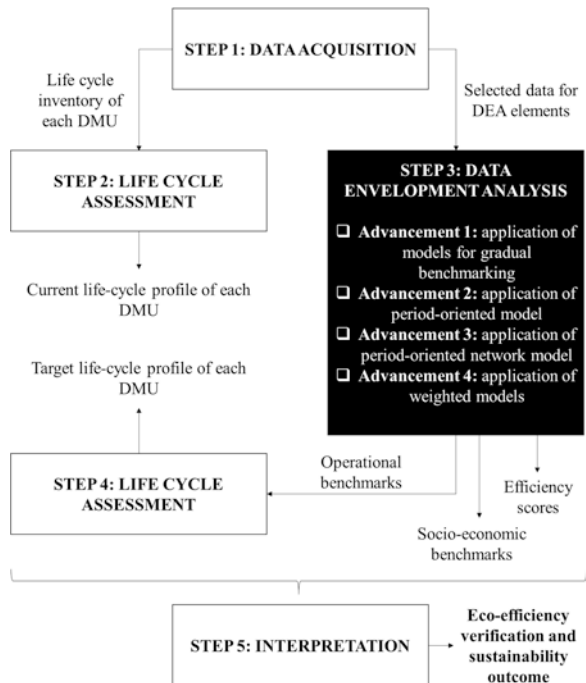 STEP 1: DATA ACQUISITION
Life cycle
inventory of
each DMU
Selected data for
DEA elements
STEP 2: LIFE CYCLE
ASSESSMENT
STEP 3: DATA
ENVELOPMENT ANALYSIS
❑ Advancement 1: application of
models for gradual
benchmarking
❑ Advancement 2: application of
period-oriented model
❑ Advancement 3: application of
period-oriented network model
❑ Advancement 4: application of
weighted models
Current life-cycle profile of each
DMU
Target life-cycle profile of each
DMU
STEP 4: LIFE CYCLE
ASSESSMENT
Operational
benchmarks
Socio-economic
benchmarks
Efficiency
scores
STEP 5: INTERPRETATION
Eco-efficiency
verification and
sustainability
outcome